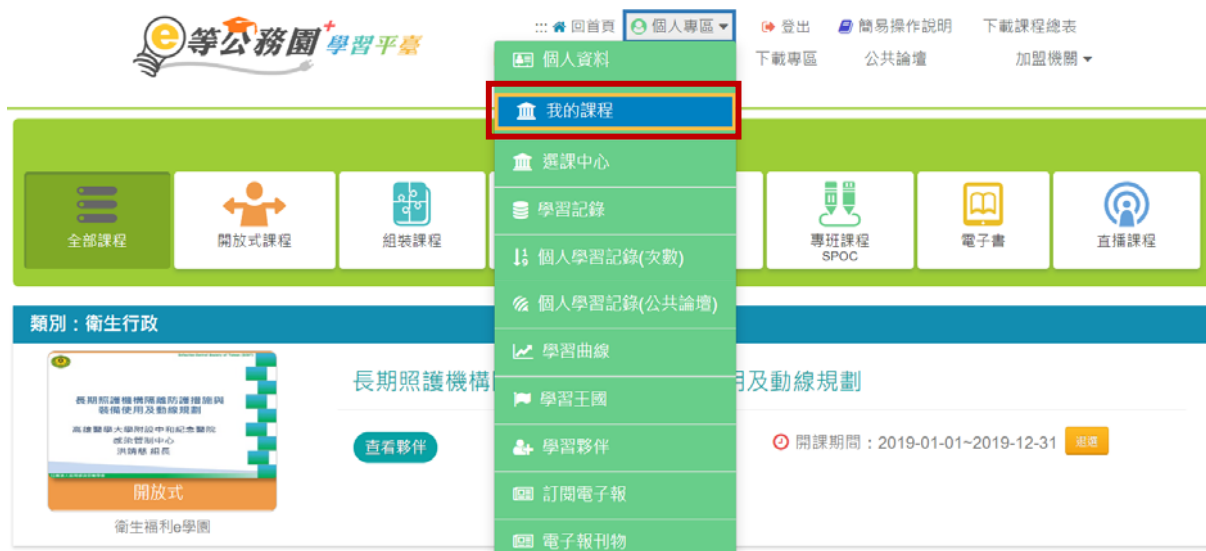 e等公務園+學習平臺
::: 回首頁 個人專區 登出 簡易操作說明 下載課程總表
下載專區 公共論壇 加盟機關
個人資料
我的課程
選課中心
學習記錄
個人學習記錄(次數)
個人學習記錄(公共論壇)
學習曲線
學習王國
學習夥伴
訂閱電子報
電子報刊物
全部課程
開放式課程
組裝課程
專班課程
SPOC
電子書
直播課程
類別：衛生行政
長期照護機構隔離防護措施與
裝備使用及動線規劃
高雄醫學大學附設中和紀念醫院
感染管制中心
開放式
衛生福利e學園
長期照護機構
及動線規劃
查看夥伴
開課期間：2019-01-01~2019-12-31
退選